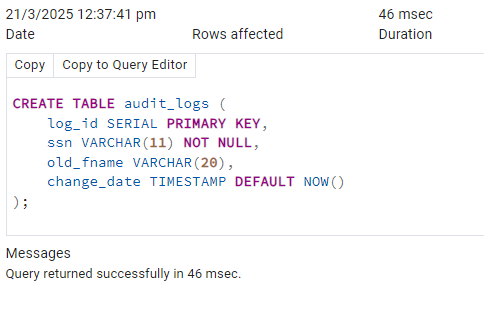 21/3/2025 12:37:41 pm 46 msec
Date Rows affected Duration
Copy Copy to Query Editor
CREATE TABLE audit_logs (
    log_id SERIAL PRIMARY KEY,
    ssn VARCHAR(11) NOT NULL,
    old_fname VARCHAR(20),
    change_date TIMESTAMP DEFAULT NOW()
);
Messages
Query returned successfully in 46 msec.